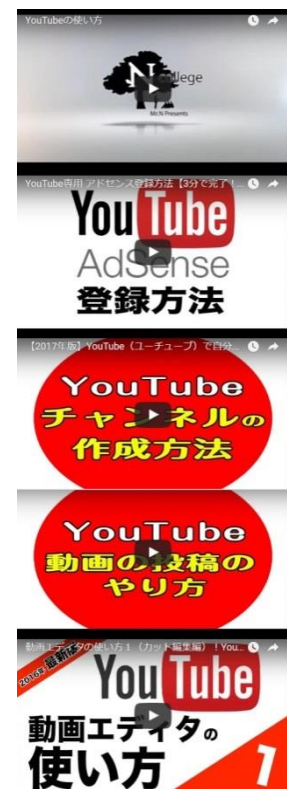 YouTubeの使い方
N college
Mr.N Presents
YouTube専用 アドセンス登録方法【3分で完了！...
YouTube
AdSense
登録方法
【2017年版】YouTube（ユーチューブ）で自分...
YouTube
チャンネルの
作成方法
YouTube
動画の投稿の
やり方
動画エディタの使い方１（カット編集編）！You...
2016年最新版
YouTube
動画エディタの
使い方
1